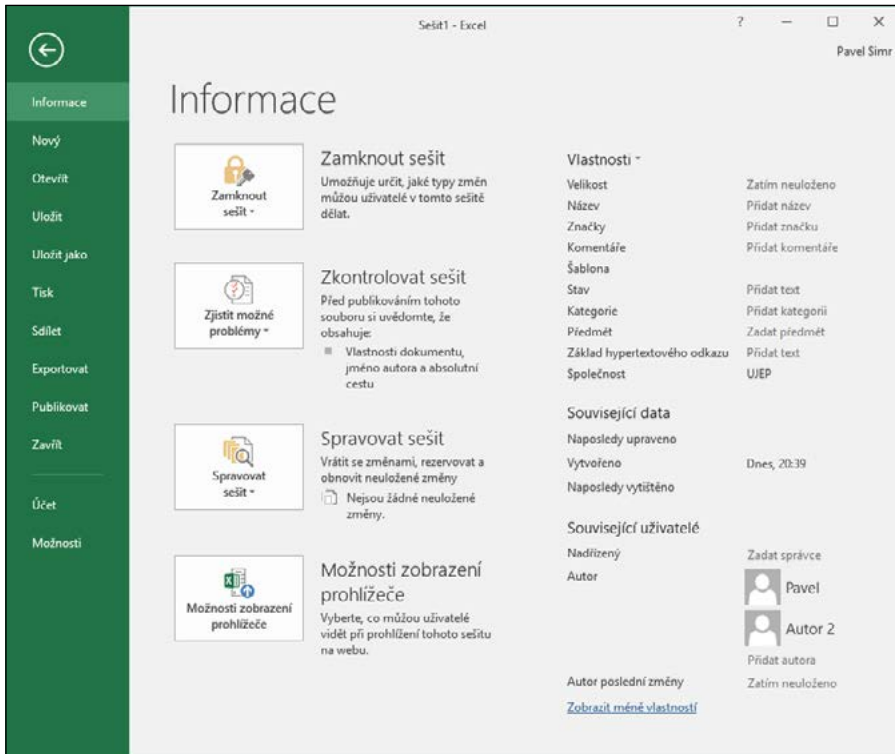 Sešit1 - Excel
?
Pavel Šimr
Informace
Nový
Otevřít
Uložit
Uložit jako
Tisk
Sdílet
Exportovat
Publikovat
Zavřít
Účet
Možnosti
Informace
Zamknout
sešit
Zamknout sešit
Umožňuje určit, jaké typy změn
můžou uživatelé v tomto sešitě
dělat.
Zjistit možné
problémy
Zkontrolovat sešit
Před publikováním tohoto
souboru si uvědomte, že
obsahuje:
Vlastnosti dokumentu,
jméno autora a absolutní
cestu
Spravovat
sešit
Spravovat sešit
Vrátit se změnami, rezervovat a
obnovit neuložené změny
Nejsou žádné neuložené
změny.
Možnosti zobrazení
prohlížeče
Možnosti zobrazení
prohlížeče
Vyberte, co můžou uživatelé
vidět při prohlížení tohoto sešitu
na webu.
Vlastnosti
Velikost Zatím neuloženo
Název Přidat název
Značky Přidat značku
Komentáře Přidat komentáře
Šablona
Stav Přidat text
Kategorie Přidat kategorii
Předmět Zadat předmět
Základ hypertextového odkazu Přidat text
Společnost UJEP
Související data
Naposledy upraveno
Vytvořeno Dnes, 20:39
Naposledy vytištěno
Související uživatelé
Nadřízený Zadat správce
Autor Pavel
Autor 2
Přidat autora
Autor poslední změny Zatím neuloženo
Zobrazit méně vlastností